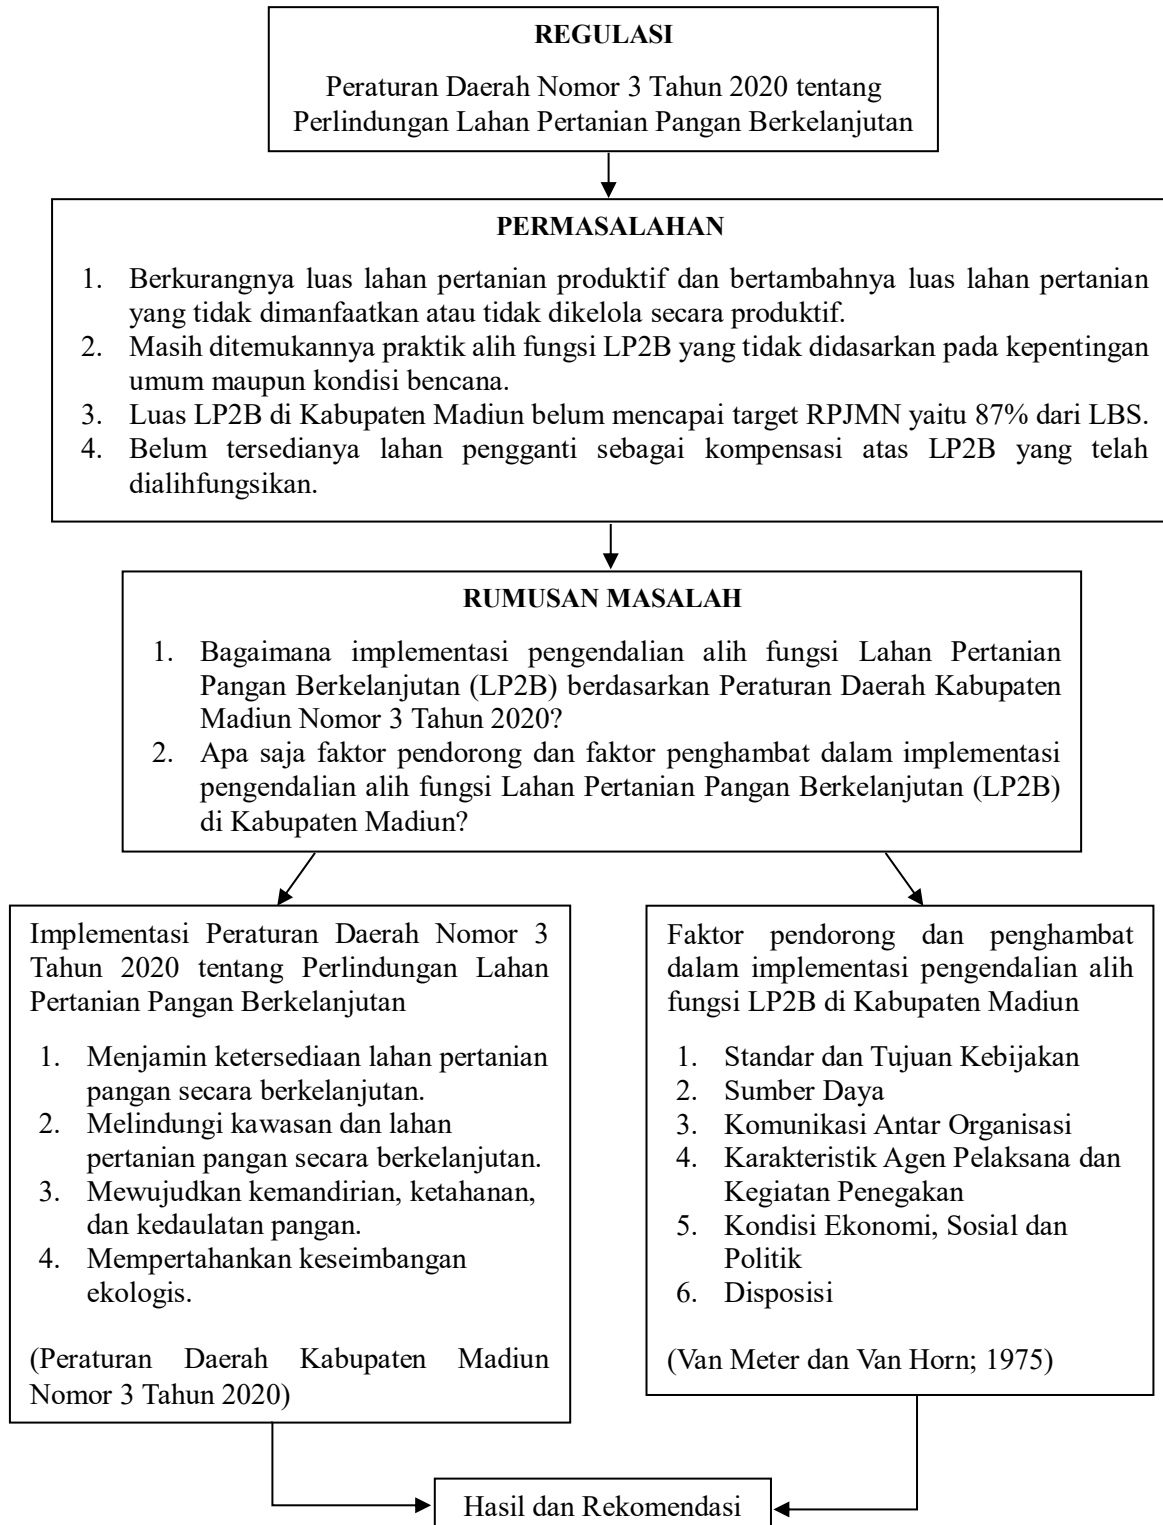 REGULASI
Peraturan Daerah Nomor 3 Tahun 2020 tentang
Perlindungan Lahan Pertanian Pangan Berkelanjutan
PERMASALAHAN
1. Berkurangnya luas lahan pertanian produktif dan bertambahnya luas lahan pertanian
yang tidak dimanfaatkan atau tidak dikelola secara produktif.
2. Masih ditemukannya praktik alih fungsi LP2B yang tidak didasarkan pada kepentingan
umum maupun kondisi bencana.
3. Luas LP2B di Kabupaten Madiun belum mencapai target RPJMN yaitu 87% dari LBS.
4. Belum tersedianya lahan pengganti sebagai kompensasi atas LP2B yang telah
dialihfungsikan.
RUMUSAN MASALAH
1. Bagaimana implementasi pengendalian alih fungsi Lahan Pertanian
Pangan Berkelanjutan (LP2B) berdasarkan Peraturan Daerah Kabupaten
Madiun Nomor 3 Tahun 2020?
2. Apa saja faktor pendorong dan faktor penghambat dalam implementasi
pengendalian alih fungsi Lahan Pertanian Pangan Berkelanjutan (LP2B)
di Kabupaten Madiun?
Implementasi Peraturan Daerah Nomor 3
Tahun 2020 tentang Perlindungan Lahan
Pertanian Pangan Berkelanjutan
1. Menjamin ketersediaan lahan pertanian
pangan secara berkelanjutan.
2. Melindungi kawasan dan lahan
pertanian pangan secara berkelanjutan.
3. Mewujudkan kemandirian, ketahanan,
dan kedaulatan pangan.
4. Mempertahankan keseimbangan
ekologis.
(Peraturan Daerah Kabupaten Madiun
Nomor 3 Tahun 2020)
Faktor pendorong dan penghambat
dalam implementasi pengendalian alih
fungsi LP2B di Kabupaten Madiun
1. Standar dan Tujuan Kebijakan
2. Sumber Daya
3. Komunikasi Antar Organisasi
4. Karakteristik Agen Pelaksana dan
Kegiatan Penegakan
5. Kondisi Ekonomi, Sosial dan
Politik
6. Disposisi
(Van Meter dan Van Horn; 1975)
Hasil dan Rekomendasi